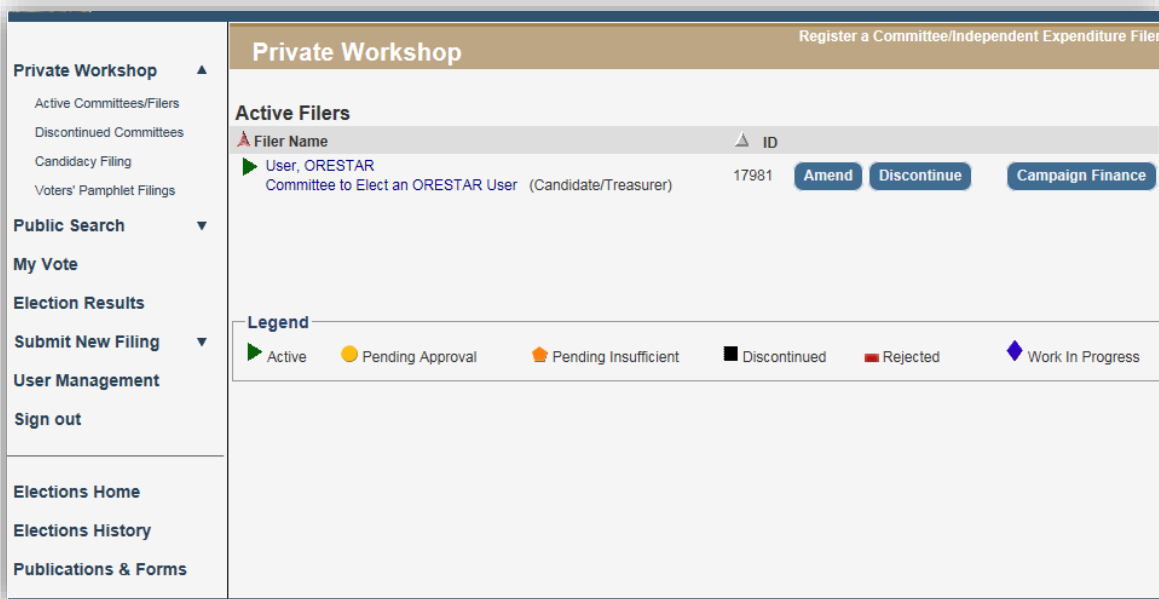 Register a Committee/Independent Expenditure Filer
Private Workshop
Private Workshop
Active Committees/Filers
Discontinued Committees
Candidacy Filing
Voters' Pamphlet Filings
Public Search
My Vote
Election Results
Submit New Filing
User Management
Sign out
Elections Home
Elections History
Publications & Forms
Active Filers
Filer Name ID
User, ORESTAR
Committee to Elect an ORESTAR User (Candidate/Treasurer) 17981 Amend Discontinue Campaign Finance
Legend
Active Pending Approval Pending Insufficient Discontinued Rejected Work In Progress